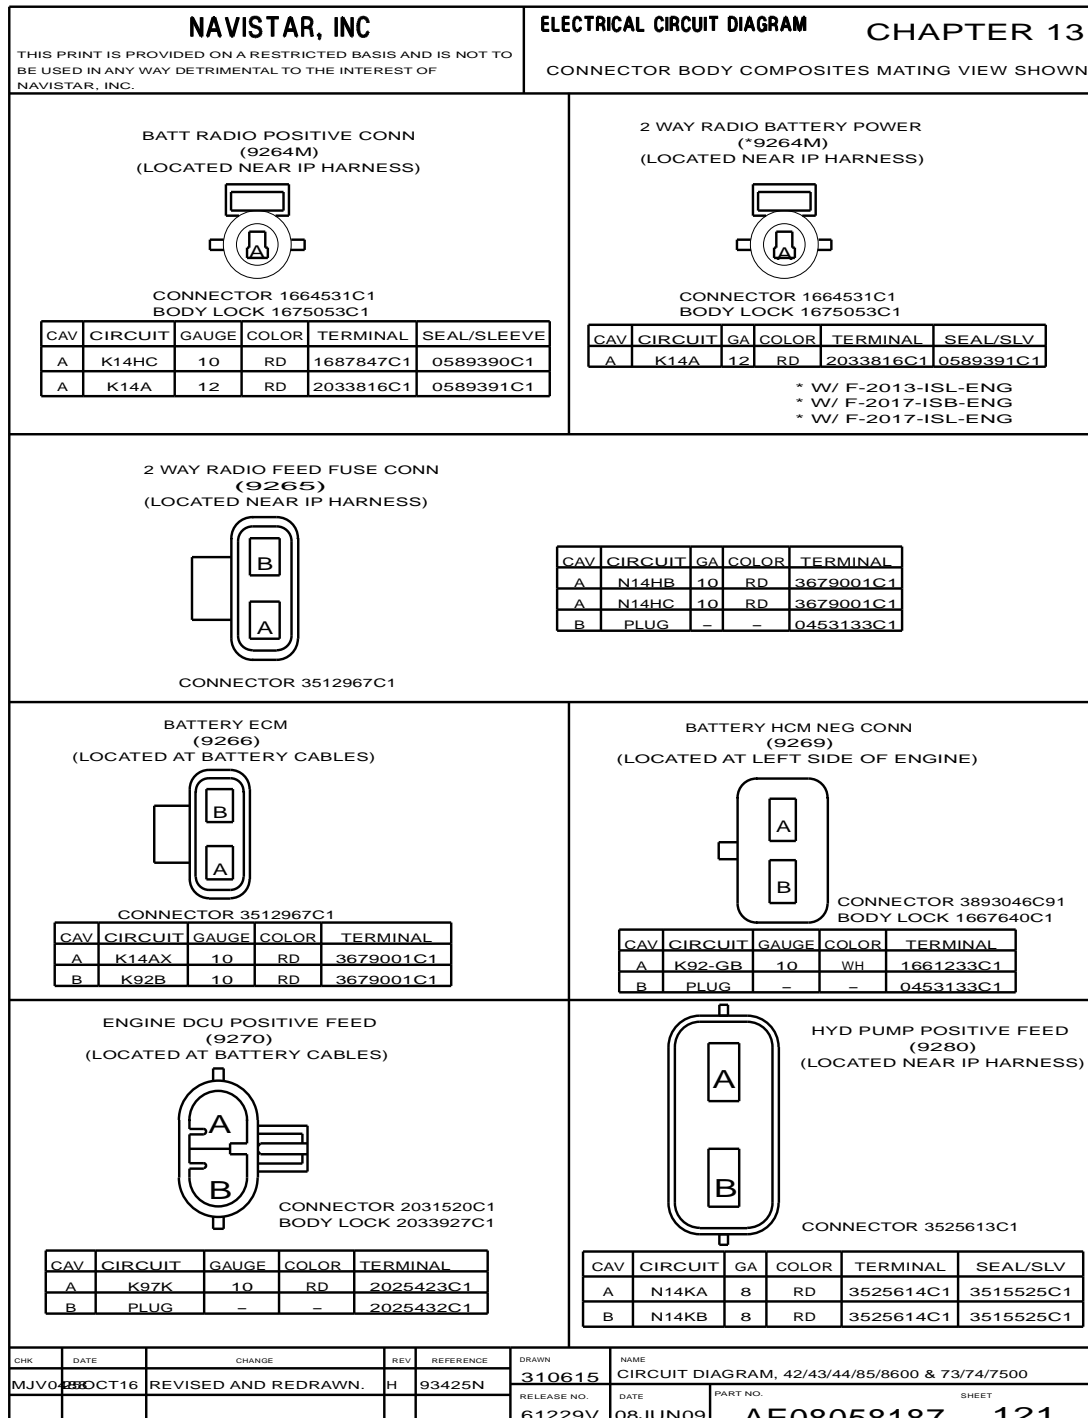 NAVISTAR, INC
THIS PRINT IS PROVIDED ON A RESTRICTED BASIS AND IS NOT TO
BE USED IN ANY WAY DETRIMENTAL TO THE INTEREST OF
NAVISTAR, INC.
ELECTRICAL CIRCUIT DIAGRAM CHAPTER 13
CONNECTOR BODY COMPOSITES MATING VIEW SHOWN
BATT RADIO POSITIVE CONN
(9264M)
(LOCATED NEAR IP HARNESS)
A
CONNECTOR 1664531C1
BODY LOCK 1675053C1
CAV CIRCUIT GAUGE COLOR TERMINAL SEAL/SLEEVE
A K14HC 10 RD 1687847C1 0589390C1
A K14A 12 RD 2033816C1 0589391C1
2 WAY RADIO BATTERY POWER
(*9264M)
(LOCATED NEAR IP HARNESS)
A
CONNECTOR 1664531C1
BODY LOCK 1675053C1
CAV CIRCUIT GA COLOR TERMINAL SEAL/SLV
A K14A 12 RD 2033816C1 0589391C1
* W/ F-2013-ISL-ENG
* W/ F-2017-ISB-ENG
* W/ F-2017-ISL-ENG
2 WAY RADIO FEED FUSE CONN
(9265)
(LOCATED NEAR IP HARNESS)
B
A
CONNECTOR 3512967C1
CAV CIRCUIT GA COLOR TERMINAL
A N14HB 10 RD 3679001C1
A N14HC 10 RD 3679001C1
B PLUG – – 0453133C1
BATTERY ECM
(9266)
(LOCATED AT BATTERY CABLES)
B
A
CONNECTOR 3512967C1
CAV CIRCUIT GAUGE COLOR TERMINAL
A K14AX 10 RD 3679001C1
B K92B 10 RD 3679001C1
BATTERY HCM NEG CONN
(9269)
(LOCATED AT LEFT SIDE OF ENGINE)
A
B
CONNECTOR 3893046C91
BODY LOCK 1667640C1
CAV CIRCUIT GAUGE COLOR TERMINAL
A K92-GB 10 WH 1661233C1
B PLUG – – 0453133C1
ENGINE DCU POSITIVE FEED
(9270)
(LOCATED AT BATTERY CABLES)
A
B
CONNECTOR 2031520C1
BODY LOCK 2033927C1
CAV CIRCUIT GAUGE COLOR TERMINAL
A K97K 10 RD 2025423C1
B PLUG – – 2025432C1
HYD PUMP POSITIVE FEED
(9280)
(LOCATED NEAR IP HARNESS)
A
B
CONNECTOR 3525613C1
CAV CIRCUIT GA COLOR TERMINAL SEAL/SLV
A N14KA 8 RD 3525614C1 3515525C1
B N14KB 8 RD 3525614C1 3515525C1
CHK DATE CHANGE REV REFERENCE
REVISED AND REDRAWN. H 93425N
DRAWN
310615
NAME
CIRCUIT DIAGRAM, 42/43/44/85/8600 & 73/74/7500
RELEASE NO. DATE PART NO. SHEET
61229V 08JUN09 AE08058187 121